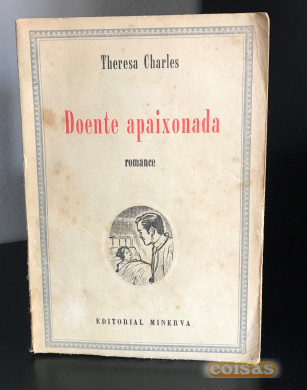 Theresa Charles
Doente apaixonada
romance
EDITORIAL MINERVA
coisas